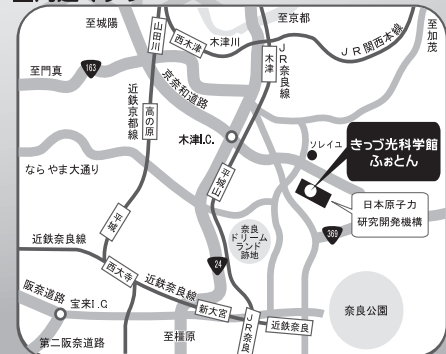 至城陽
至京都
至加茂
山田川
西木津
木津川
木津
JR奈良線
JR関西本線
至門真
163
京奈和道路
近鉄京都線
高の原
木津I.C.
ソレイユ
きっづ光科学館
ふぉとん
ならやま大通り
平城山
日本原子力
研究開発機構
平城
奈良
ドリーム
ランド
跡地
369
近鉄奈良線
西大寺
24
近鉄奈良線
阪奈道路
宝来I.C
新大宮
奈良公園
JR奈良
近鉄奈良
第二阪奈道路
至橿原